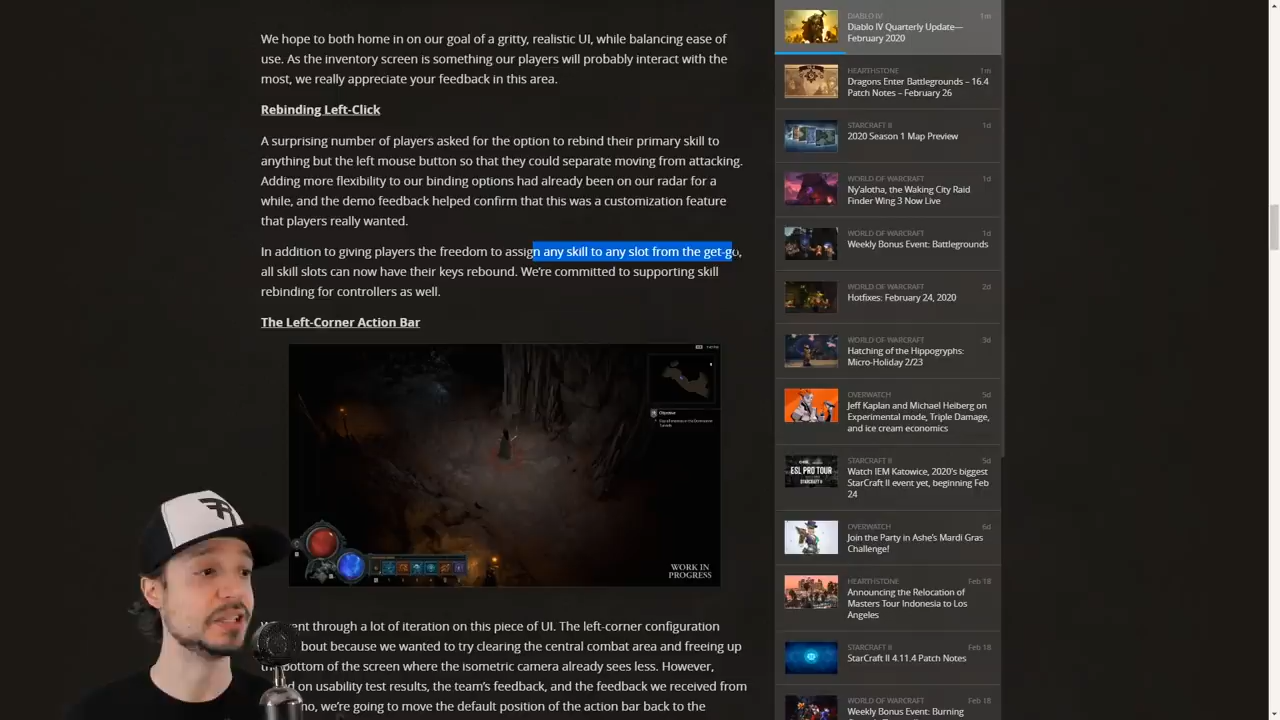 We hope to both home in on our goal of a gritty, realistic UI, while balancing ease of
use. As the inventory screen is something our players will probably interact with the
most, we really appreciate your feedback in this area.
Rebinding Left-Click
A surprising number of players asked for the option to rebind their primary skill to
anything but the left mouse button so that they could separate moving from attacking.
Adding more flexibility to our binding options had already been on our radar for a
while, and the demo feedback helped confirm that this was a customization feature
that players really wanted.
In addition to giving players the freedom to assign any skill to any slot from the get-go,
all skill slots can now have their keys rebound. We're committed to supporting skill
rebinding for controllers as well.
The Left-Corner Action Bar
Objective
WORK IN
PROGRESS
ent through a lot of iteration on this piece of UI. The left-corner configuration
bout because we wanted to try clearing the central combat area and freeing up
bottom of the screen where the isometric camera already sees less. However,
on usability test results, the team's feedback, and the feedback we received from
no, we're going to move the default position of the action bar back to the
DIABLO IV
1m
Diablo IV Quarterly Update—
February 2020
HEARTHSTONE
1m
Dragons Enter Battlegrounds – 16.4
Patch Notes – February 26
STARCRAFT II
1d
2020 Season 1 Map Preview
WORLD OF WARCRAFT
1d
Ny'alotha, the Waking City Raid
Finder Wing 3 Now Live
WORLD OF WARCRAFT
1d
Weekly Bonus Event: Battlegrounds
WORLD OF WARCRAFT
2d
Hotfixes: February 24, 2020
WORLD OF WARCRAFT
3d
Hatching of the Hippogryphs:
Micro-Holiday 2/23
OVERWATCH
5d
Jeff Kaplan and Michael Heiberg on
Experimental mode, Triple Damage,
and ice cream economics
STARCRAFT II
5d
ESL PRO TOUR
STARCRAFT II
Watch IEM Katowice, 2020's biggest
StarCraft II event yet, beginning Feb
24
OVERWATCH
6d
Join the Party in Ashe's Mardi Gras
Challenge!
HEARTHSTONE
Feb 18
Announcing the Relocation of
Masters Tour Indonesia to Los
Angeles
STARCRAFT II
Feb 18
StarCraft II 4.11.4 Patch Notes
WORLD OF WARCRAFT
Feb 18
Weekly Bonus Event: Burning